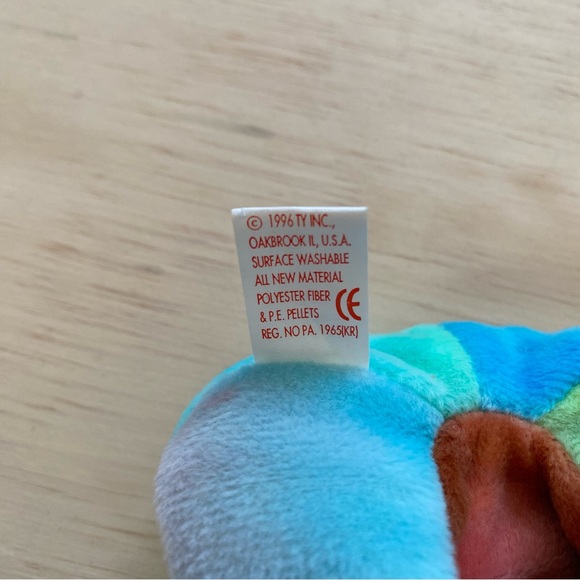 © 1996 TY INC.,
OAKBROOK IL, U.S.A.
SURFACE WASHABLE
ALL NEW MATERIAL
POLYESTER FIBER
& P.E. PELLETS CE
REG. NO PA. 1965(KR)